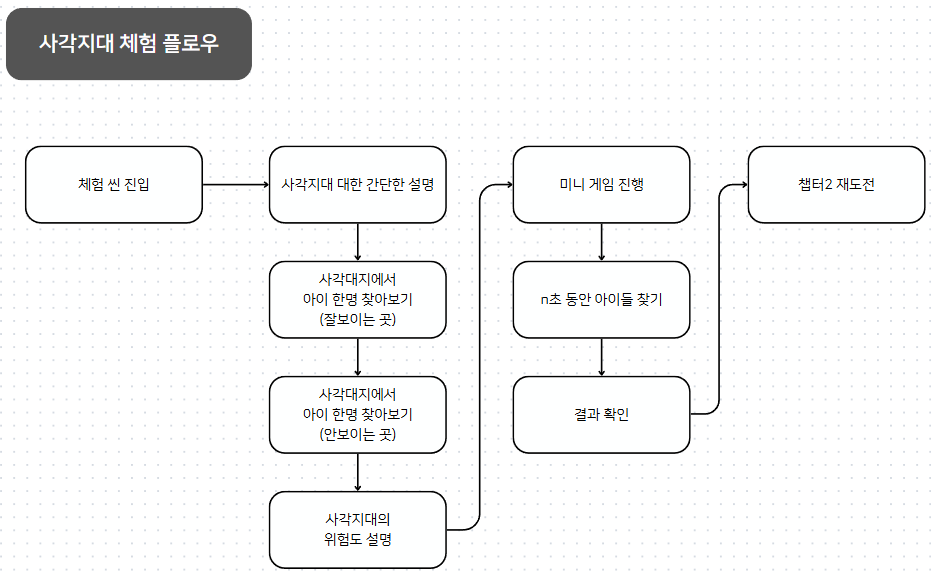 사각지대 체험 플로우
체험 씬 진입
사각지대 대한 간단한 설명
사각대지에서
아이 한명 찾아보기
(잘보이는 곳)
사각대지에서
아이 한명 찾아보기
(안보이는 곳)
사각지대의
위험도 설명
미니 게임 진행
n초 동안 아이들 찾기
결과 확인
챕터2 재도전